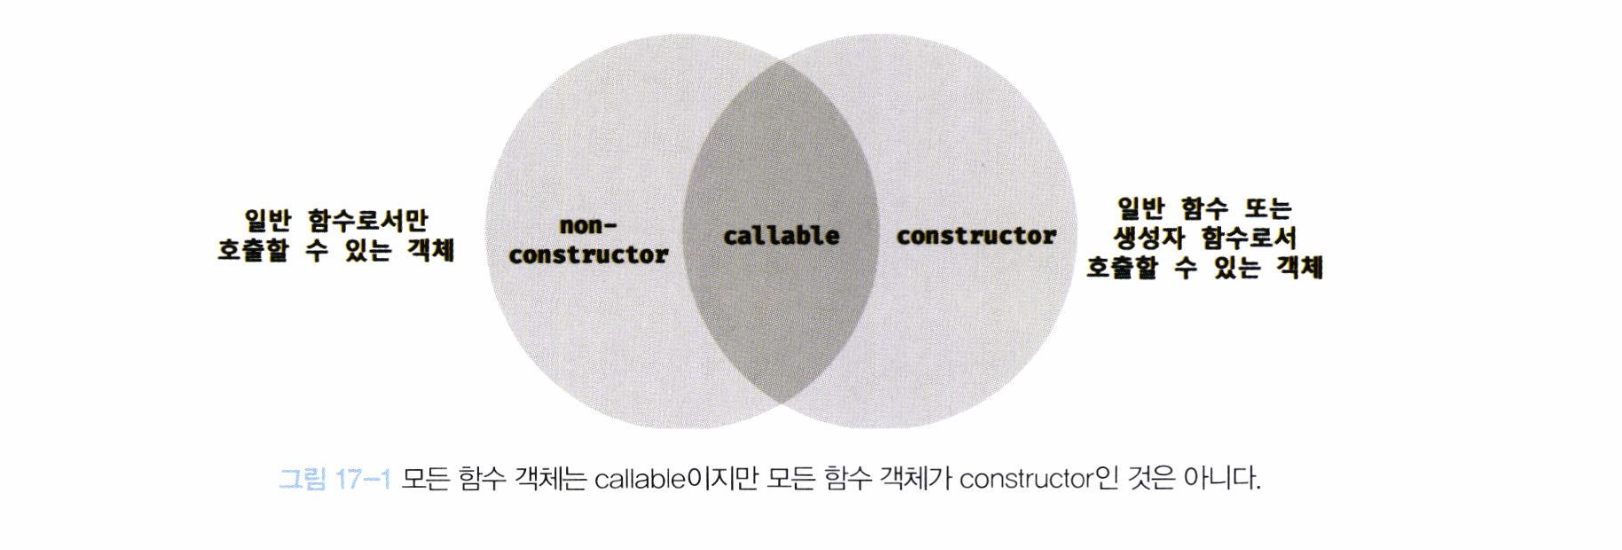 일반 함수로서만
호출할 수 있는 객체
non-
constructor
callable
constructor
일반 함수 또는
생성자 함수로서
호출할 수 있는 객체
그림 17-1 모든 함수 객체는 callable이지만 모든 함수 객체가 constructor인 것은 아니다.